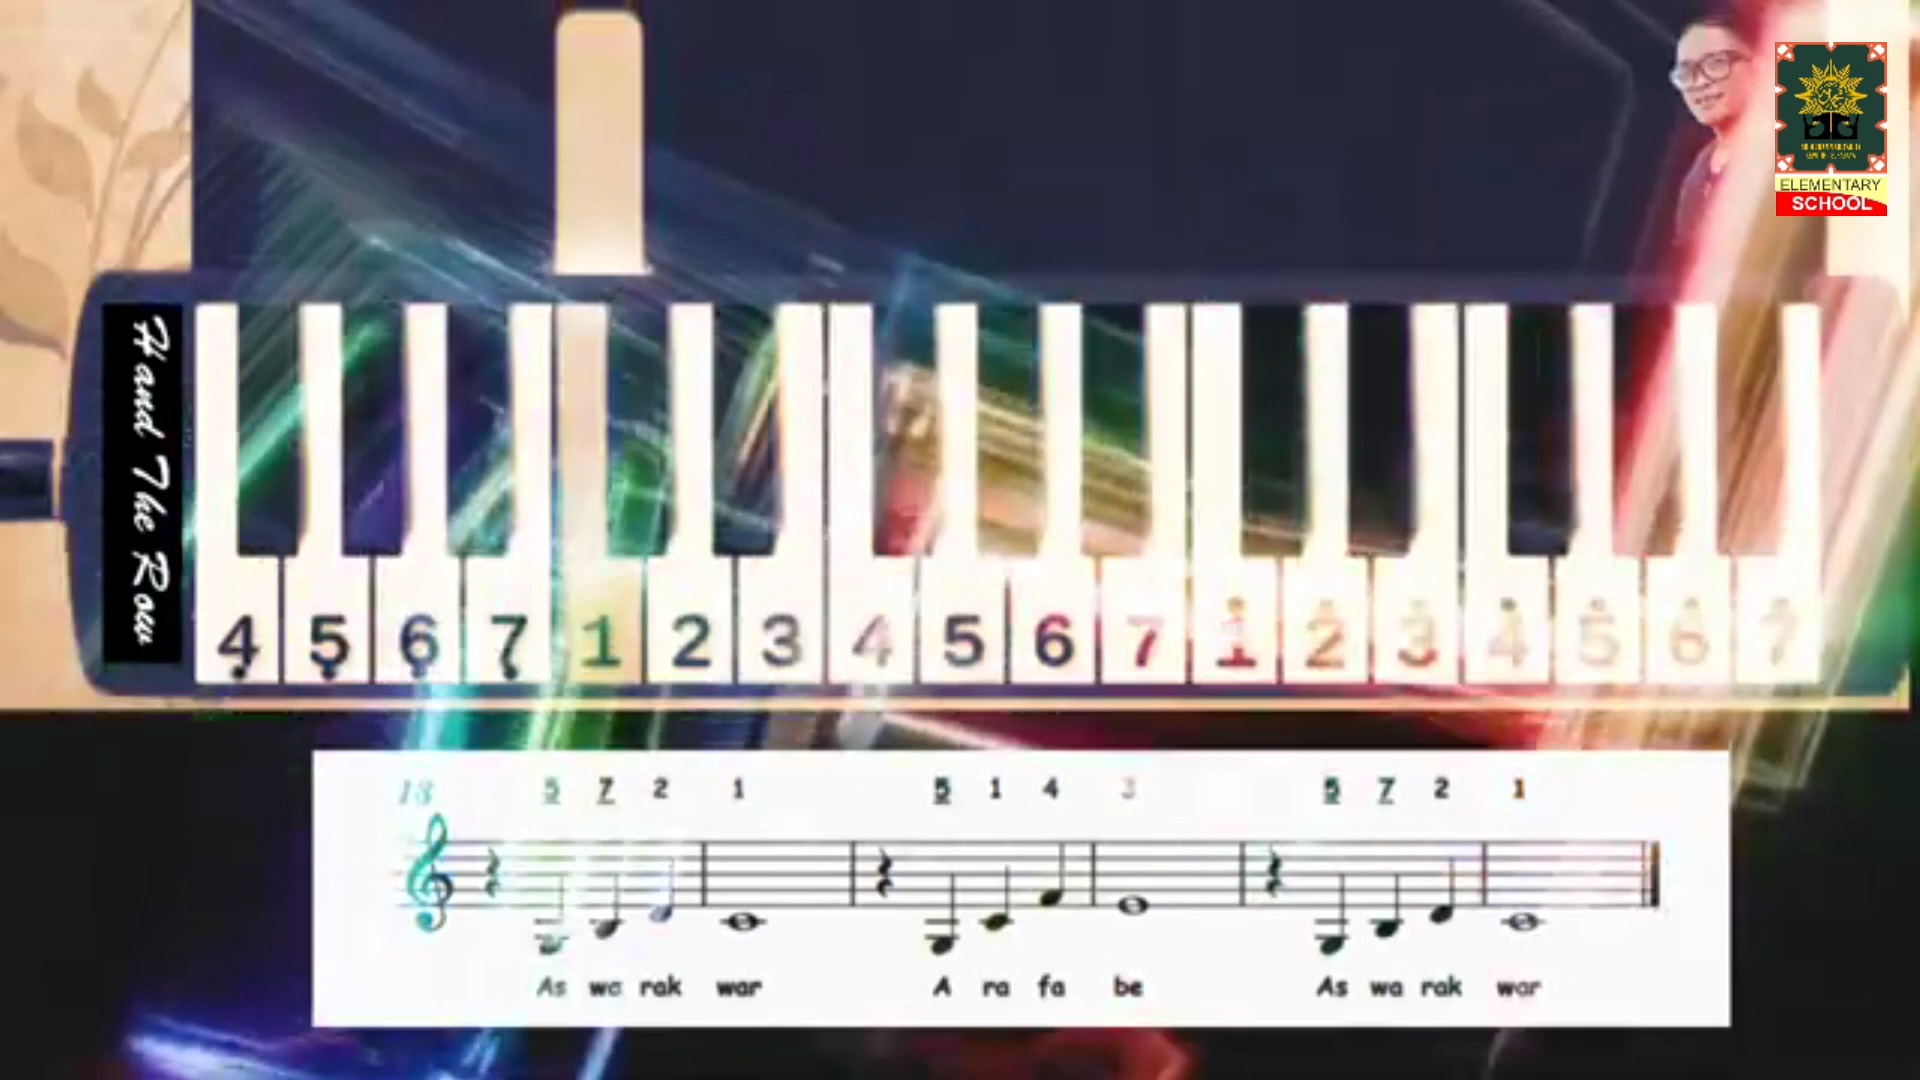 ELEMENTARY
SCHOOL
Hand The Row
4 5 6 7 1 2 3 4 5 6 7 1 2 3 4 5 6 7
13
5 7 2 1 5 1 4 3 5 7 2 1
As wa rak war A ra fa be As wa rak war